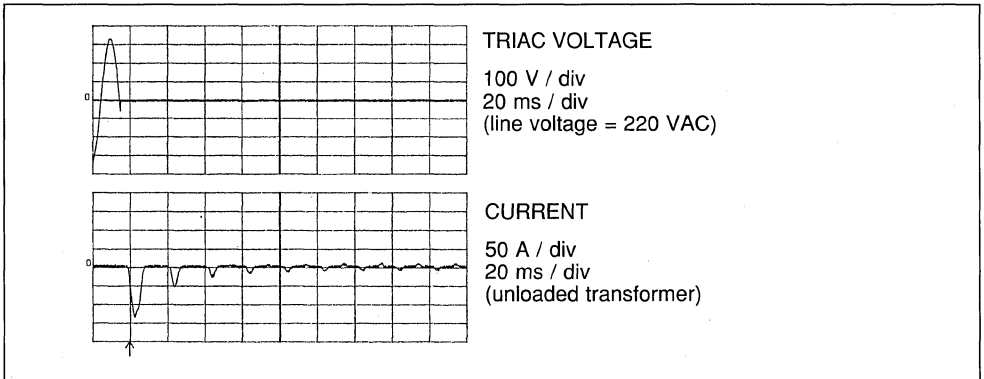 TRIAC VOLTAGE
100 V / div
20 ms / div
(line voltage = 220 VAC)
0
CURRENT
50 A / div
20 ms / div
(unloaded transformer)
0